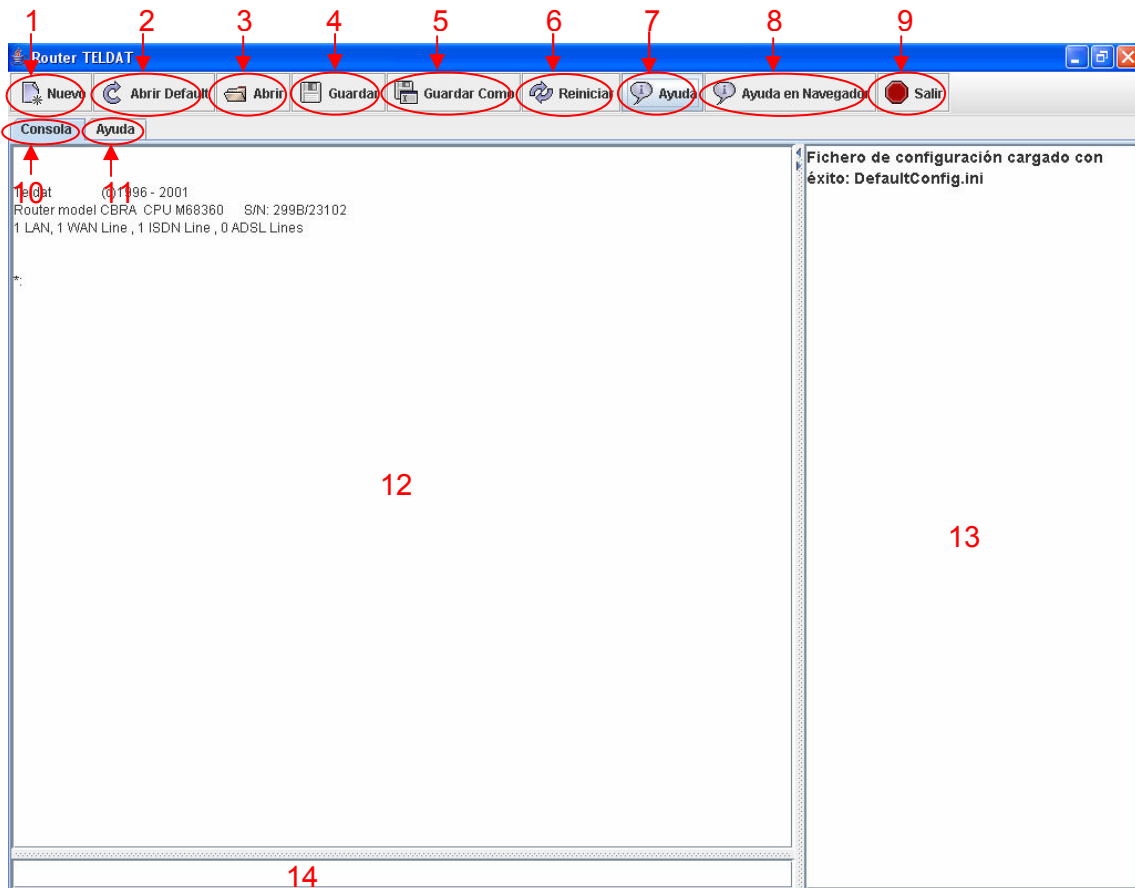 1 2 3 4 5 6 7 8 9
Router TELDAT
Nuevo Abrir Default Abrir Guardar Guardar Como Reiniciar Ayuda Ayuda en Navegador Salir
Consola Ayuda
10 11
Teldat (c)1996 - 2001
Router model CBRA CPU M68360 S/N: 299B/23102
1 LAN, 1 WAN Line , 1 ISDN Line , 0 ADSL Lines
*:
12
Fichero de configuración cargado con
éxito: DefaultConfig.ini
13
14